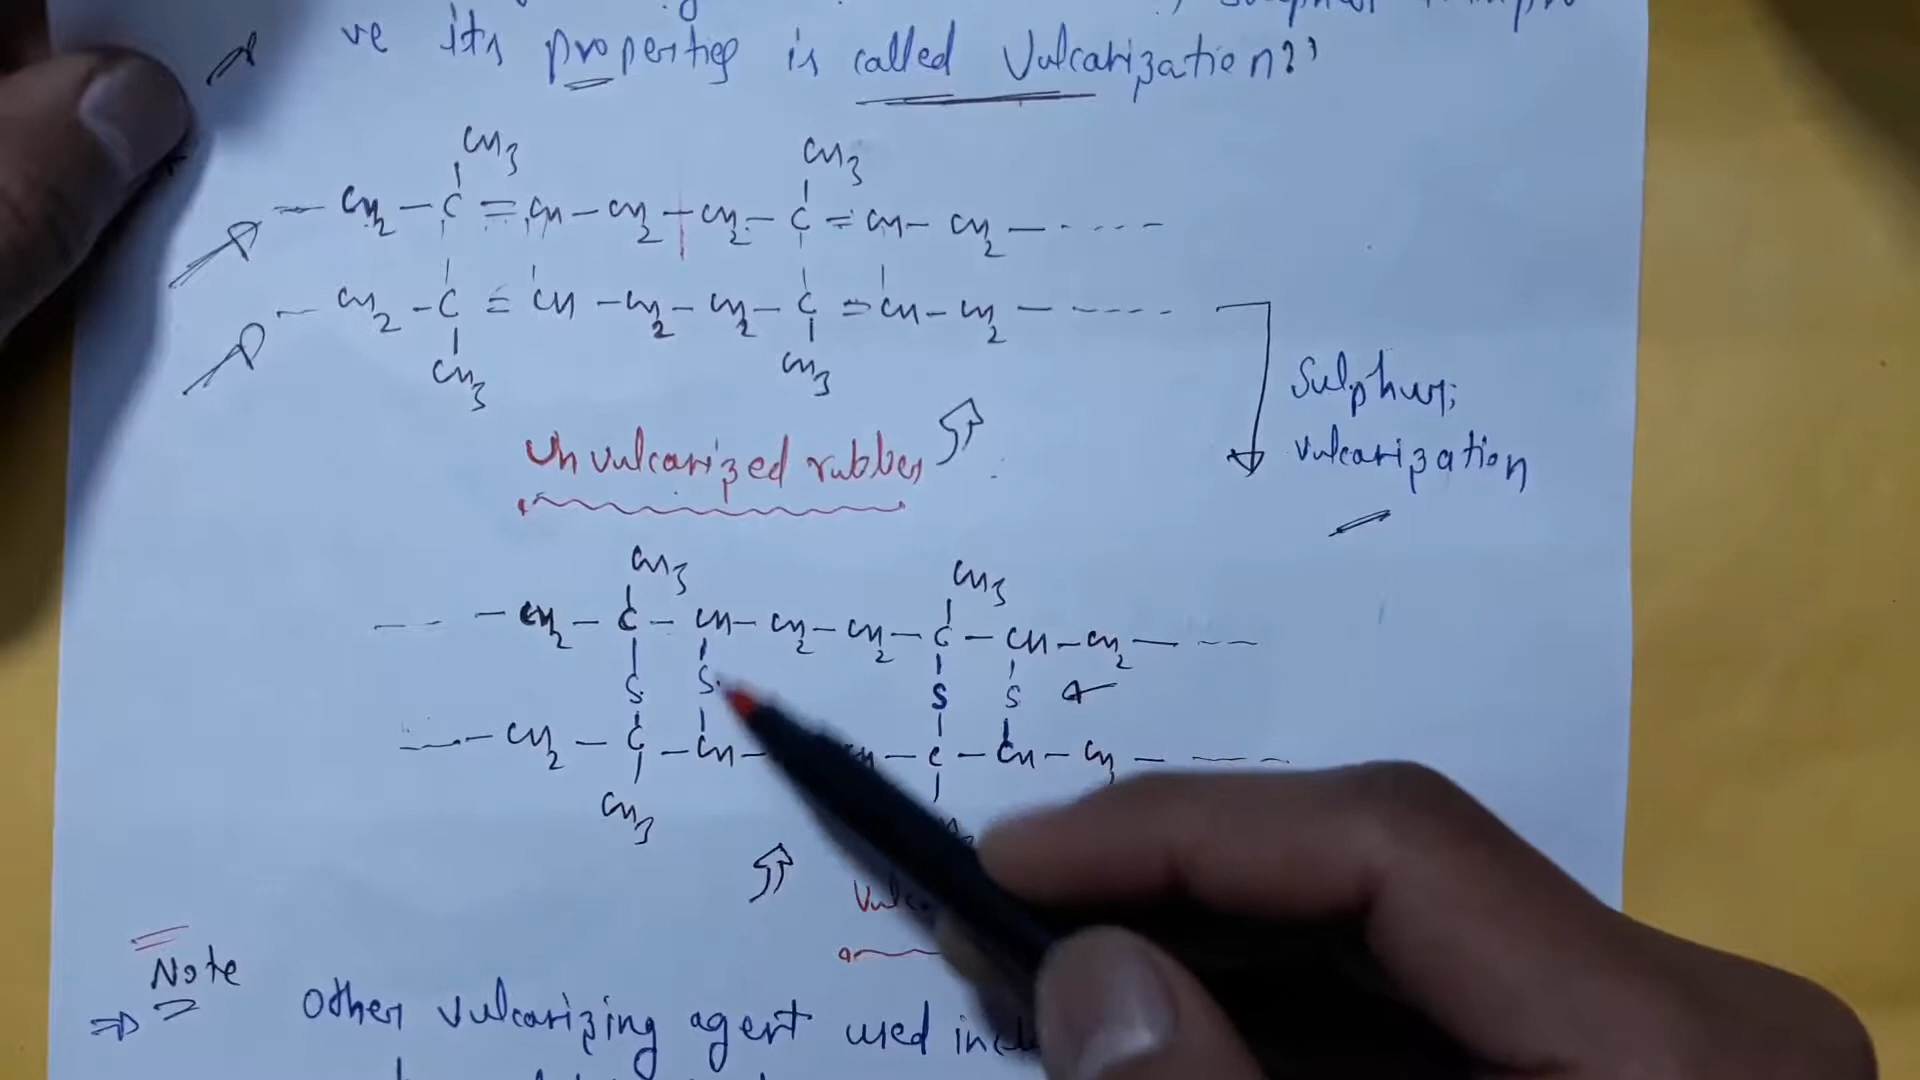 ve its properties is called Vulcanization??
CH3 CH3
--- CH2 - C = CH - CH2 + CH2 - C = CH - CH2 - ----
--- CH2 - C = CH - CH2 - CH2 - C = CH - CH2 - ----
CH3 CH3
Sulphur;
vulcanization
Unvulcanized rubber
CH3 CH3
--- - CH2 - C - CH - CH2 - CH2 - C - CH - CH2 - ---
S S S S
--- - CH2 - C - CH - - C - CH - CH2 - ---
CH3
Note
⇒ Other vulcanizing agent used